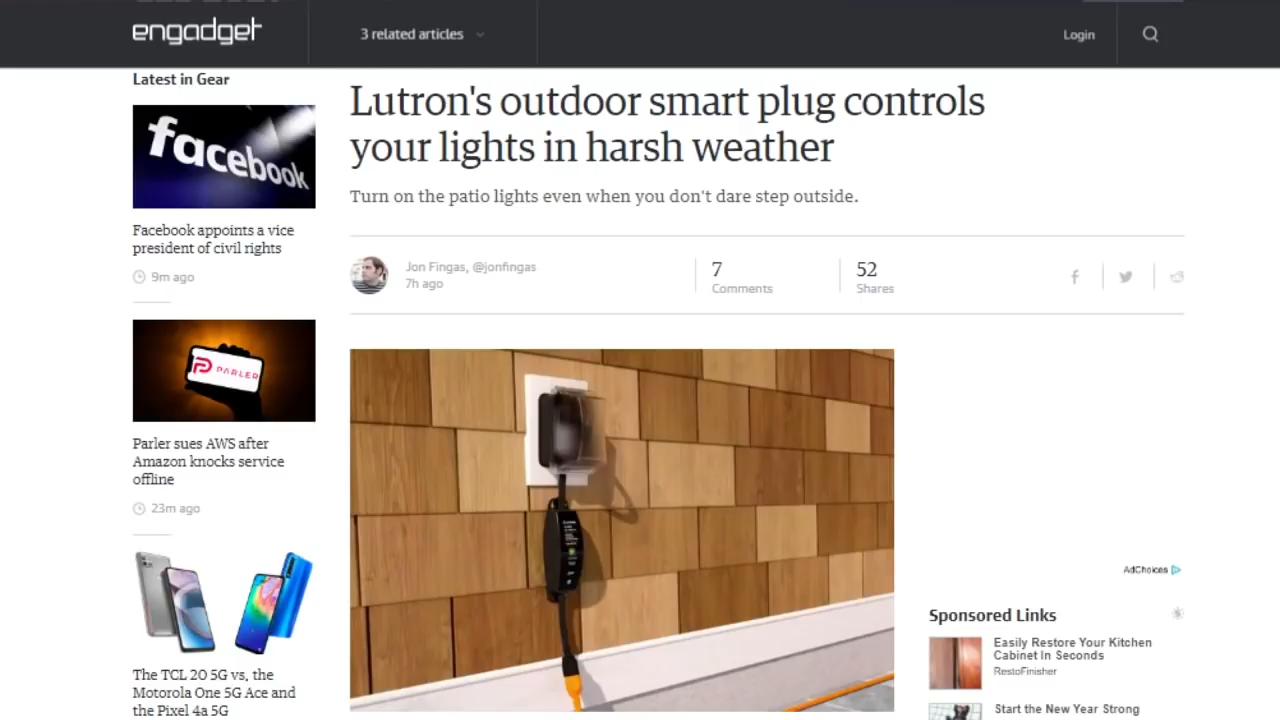 engadget
3 related articles
Login
Latest in Gear
facebook
Facebook appoints a vice
president of civil rights
9m ago
PARLER
Parler sues AWS after
Amazon knocks service
offline
23m ago
The TCL 20 5G vs, the
Motorola One 5G Ace and
the Pixel 4a 5G
Lutron's outdoor smart plug controls
your lights in harsh weather
Turn on the patio lights even when you don't dare step outside.
Jon Fingas, @jonfingas
7h ago
7
Comments
52
Shares
AdChoices
Sponsored Links
Easily Restore Your Kitchen
Cabinet In Seconds
RestoFinisher
Start the New Year Strong